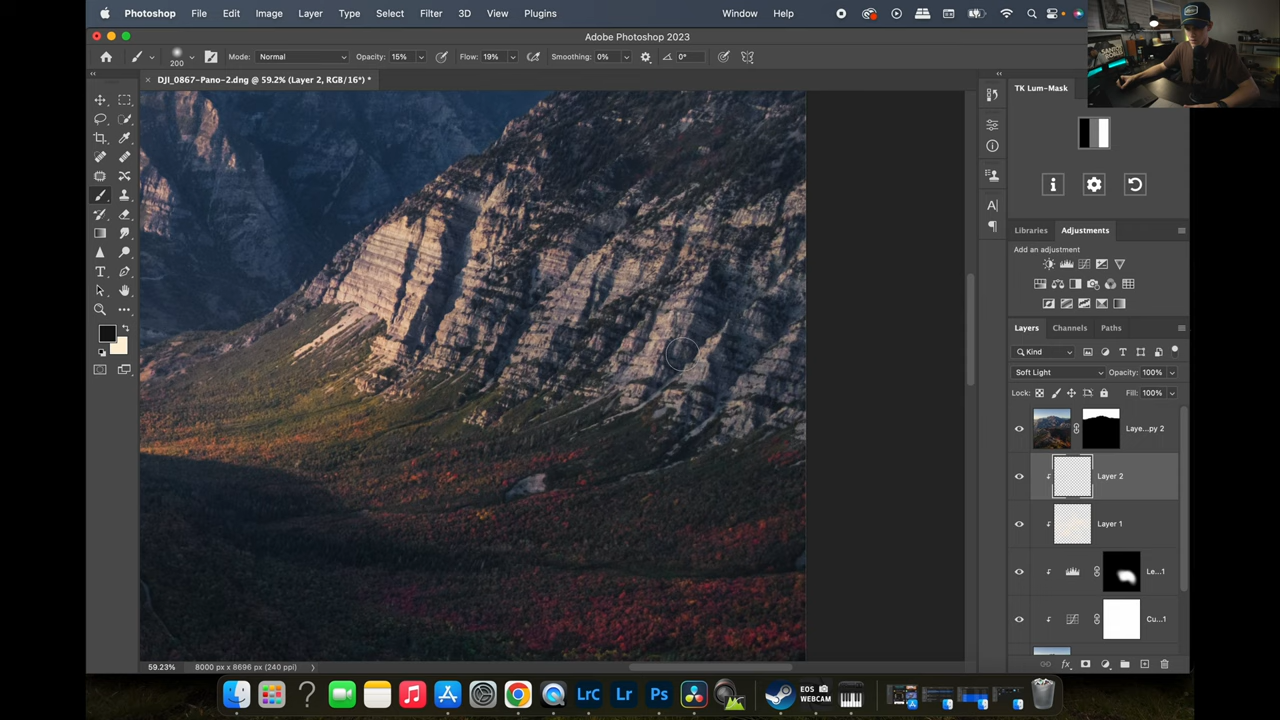 Photoshop File Edit Image Layer Type Select Filter 3D View Plugins Window Help
Adobe Photoshop 2023
200 Mode: Normal Opacity: 15% Flow: 19% Smoothing: 0% 0°
DJI_0867-Pano-2.dng @ 59.2% (Layer 2, RGB/16*) *
TK Lum-Mask
Libraries Adjustments
Add an adjustment
Layers Channels Paths
Kind
Soft Light Opacity: 100%
Lock: Fill: 100%
Laye...py 2
Layer 2
Layer 1
Le...1
Cu...1
59.23% 8000 px x 8696 px (240 ppi)
Lrc Lr Ps EOS WEBCAM